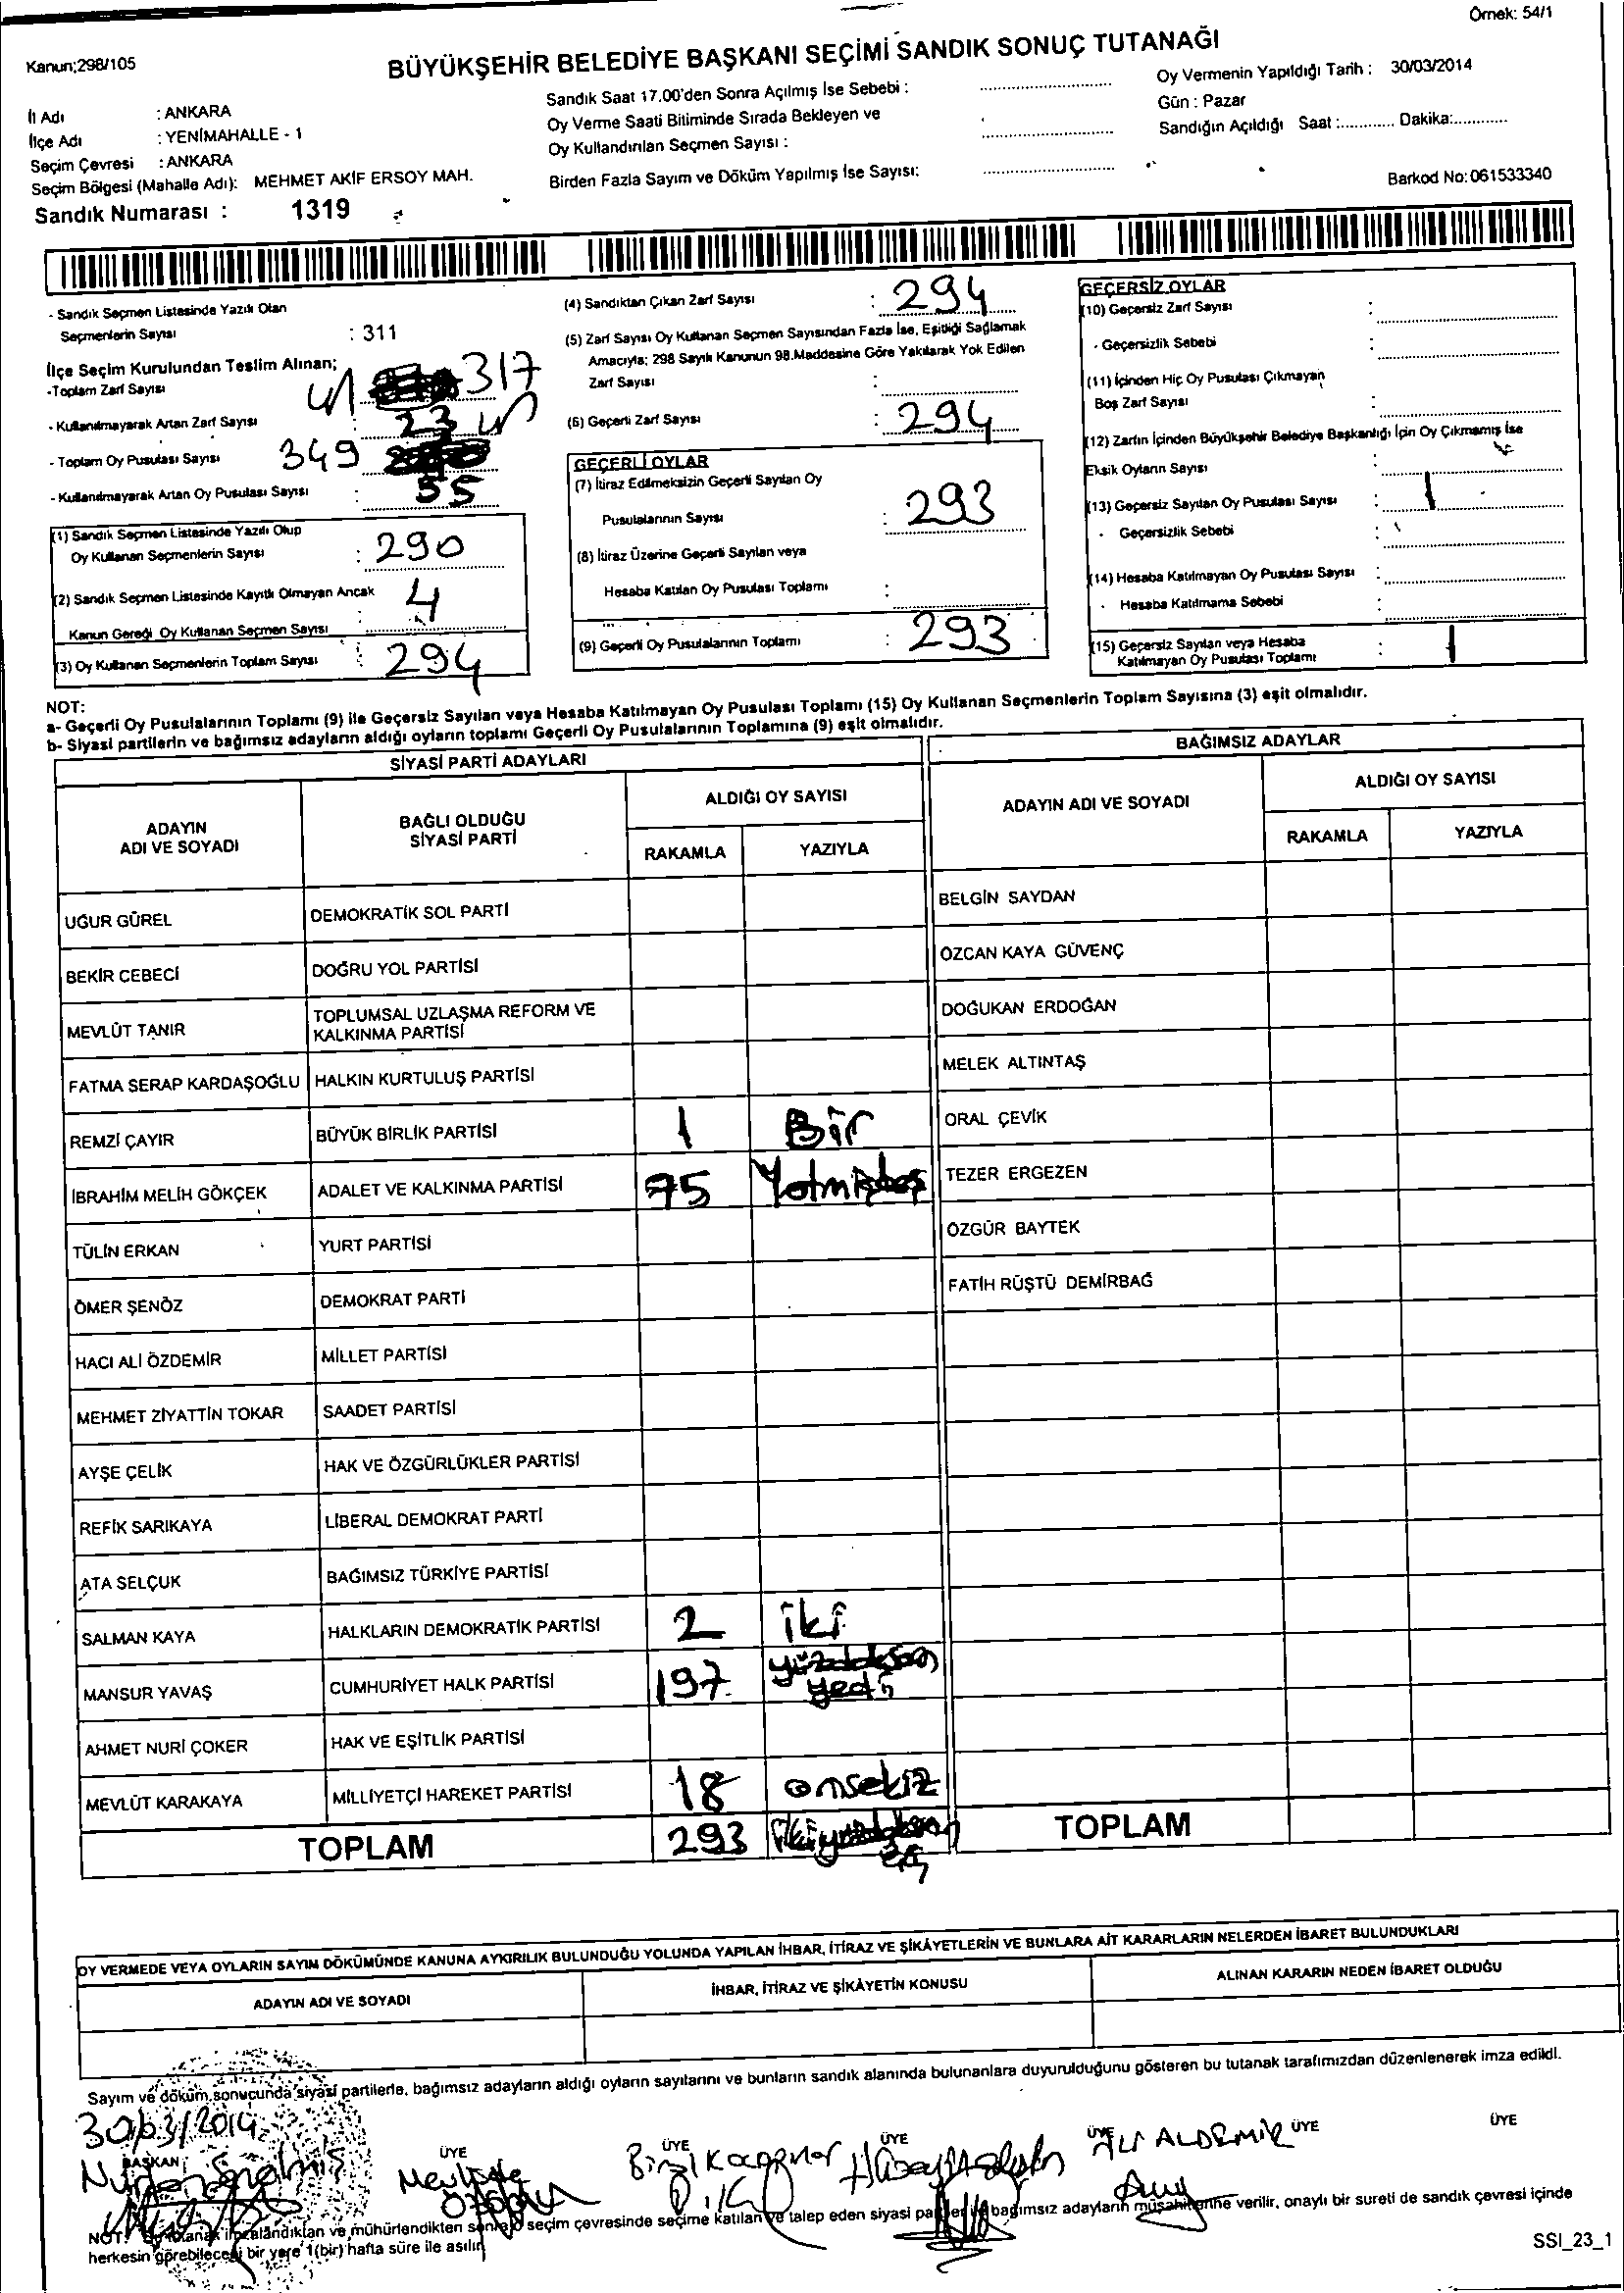 Örnek: 54/1
Kanun;298/105
BÜYÜKŞEHİR BELEDİYE BAŞKANI SEÇİMİ SANDIK SONUÇ TUTANAĞI
İl Adı : ANKARA
İlçe Adı : YENİMAHALLE - 1
Seçim Çevresi : ANKARA
Seçim Bölgesi (Mahalle Adı): MEHMET AKİF ERSOY MAH.
Sandık Numarası : 1319
Sandık Saat 17.00'den Sonra Açılmış İse Sebebi :
Oy Verme Saati Bitiminde Sırada Bekleyen ve
Oy Kullandırılan Seçmen Sayısı :
Birden Fazla Sayım ve Döküm Yapılmış İse Sayısı:
Oy Vermenin Yapıldığı Tarih : 30/03/2014
Gün : Pazar
Sandığın Açıldığı Saat :............ Dakika:............
Barkod No:061533340
- Sandık Seçmen Listesinde Yazılı Olan
Seçmenlerin Sayısı : 311
İlçe Seçim Kurulundan Teslim Alınan;
-Toplam Zarf Sayısı 317
- Kullanılmayarak Artan Zarf Sayısı : 23
- Toplam Oy Pusulası Sayısı 349
- Kullanılmayarak Artan Oy Pusulası Sayısı : 55
(1) Sandık Seçmen Listesinde Yazılı Olup
Oy Kullanan Seçmenlerin Sayısı : 290
(2) Sandık Seçmen Listesinde Kayıtlı Olmayan Ancak
Kanun Gereği Oy Kullanan Seçmen Sayısı : 4
(3) Oy Kullanan Seçmenlerin Toplam Sayısı : 294
(4) Sandıktan Çıkan Zarf Sayısı : 294
(5) Zarf Sayısı Oy Kullanan Seçmen Sayısından Fazla İse, Eşitliği Sağlamak
Amacıyla; 298 Sayılı Kanunun 98.Maddesine Göre Yakılarak Yok Edilen
Zarf Sayısı :
(6) Geçerli Zarf Sayısı : 294
GEÇERLİ OYLAR
(7) İtiraz Edilmeksizin Geçerli Sayılan Oy
Pusulalarının Sayısı : 293
(8) İtiraz Üzerine Geçerli Sayılan veya
Hesaba Katılan Oy Pusulası Toplamı :
(9) Geçerli Oy Pusulalarının Toplamı : 293
GEÇERSİZ OYLAR
(10) Geçersiz Zarf Sayısı :
- Geçersizlik Sebebi :
(11) İçinden Hiç Oy Pusulası Çıkmayan
Boş Zarf Sayısı :
(12) Zarfın İçinden Büyükşehir Belediye Başkanlığı İçin Oy Çıkmamış İse
Eksik Oyların Sayısı :
(13) Geçersiz Sayılan Oy Pusulası Sayısı : 1
- Geçersizlik Sebebi :
(14) Hesaba Katılmayan Oy Pusulası Sayısı :
- Hesaba Katılmama Sebebi :
(15) Geçersiz Sayılan veya Hesaba
Katılmayan Oy Pusulası Toplamı : 1
NOT:
a- Geçerli Oy Pusulalarının Toplamı (9) ile Geçersiz Sayılan veya Hesaba Katılmayan Oy Pusulası Toplamı (15) Oy Kullanan Seçmenlerin Toplam Sayısına (3) eşit olmalıdır.
b- Siyasi partilerin ve bağımsız adayların aldığı oyların toplamı Geçerli Oy Pusulalarının Toplamına (9) eşit olmalıdır.
SİYASİ PARTİ ADAYLARI
ADAYIN
ADI VE SOYADI
BAĞLI OLDUĞU
SİYASİ PARTİ
ALDIĞI OY SAYISI
RAKAMLA YAZIYLA
UĞUR GÜREL DEMOKRATİK SOL PARTİ
BEKİR CEBECİ DOĞRU YOL PARTİSİ
MEVLÜT TANIR TOPLUMSAL UZLAŞMA REFORM VE
KALKINMA PARTİSİ
FATMA SERAP KARDAŞOĞLU HALKIN KURTULUŞ PARTİSİ
REMZİ ÇAYIR BÜYÜK BİRLİK PARTİSİ 1 Bir
İBRAHİM MELİH GÖKÇEK ADALET VE KALKINMA PARTİSİ 75 Yetmişbeş
TÜLİN ERKAN YURT PARTİSİ
ÖMER ŞENÖZ DEMOKRAT PARTİ
HACI ALİ ÖZDEMİR MİLLET PARTİSİ
MEHMET ZİYATTİN TOKAR SAADET PARTİSİ
AYŞE ÇELİK HAK VE ÖZGÜRLÜKLER PARTİSİ
REFİK SARIKAYA LİBERAL DEMOKRAT PARTİ
ATA SELÇUK BAĞIMSIZ TÜRKİYE PARTİSİ
SALMAN KAYA HALKLARIN DEMOKRATİK PARTİSİ 2 iki
MANSUR YAVAŞ CUMHURİYET HALK PARTİSİ 197 yüzdoksan
yedi
AHMET NURİ ÇOKER HAK VE EŞİTLİK PARTİSİ
MEVLÜT KARAKAYA MİLLİYETÇİ HAREKET PARTİSİ 18 onsekiz
TOPLAM 293 ikiyüzdoksan
üç
BAĞIMSIZ ADAYLAR
ADAYIN ADI VE SOYADI
ALDIĞI OY SAYISI
RAKAMLA YAZIYLA
BELGİN SAYDAN
ÖZCAN KAYA GÜVENÇ
DOĞUKAN ERDOĞAN
MELEK ALTINTAŞ
ORAL ÇEVİK
TEZER ERGEZEN
ÖZGÜR BAYTEK
FATİH RÜŞTÜ DEMİRBAĞ
TOPLAM
OY VERMEDE VEYA OYLARIN SAYIM DÖKÜMÜNDE KANUNA AYKIRILIK BULUNDUĞU YOLUNDA YAPILAN İHBAR, İTİRAZ VE ŞİKÂYETLERİN VE BUNLARA AİT KARARLARIN NELERDEN İBARET BULUNDUKLARI
ADAYIN ADI VE SOYADI
İHBAR, İTİRAZ VE ŞİKÂYETİN KONUSU
ALINAN KARARIN NEDEN İBARET OLDUĞU
Sayım ve döküm sonucunda siyasi partilerle, bağımsız adayların aldığı oyların sayılarını ve bunların sandık alanında bulunanlara duyurulduğunu gösteren bu tutanak tarafımızdan düzenlenerek imza edildi.
30/03/2014
BAŞKAN ÜYE ÜYE ÜYE ÜYE ÜYE ÜYE
ALİ ALDEMİR
NOT: Bu tutanak imzalandıktan ve mühürlendikten sonra o seçim çevresinde seçime katılan ve talep eden siyasi partiler ve bağımsız adayların müşahitlerine verilir, onaylı bir sureti de sandık çevresi içinde
herkesin görebileceği bir yere 1(bir) hafta süre ile asılır.
SSI_23_1